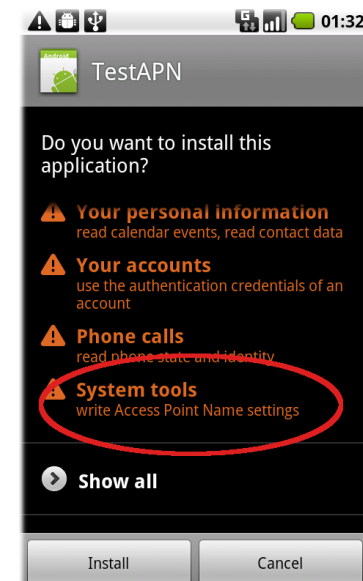 01:32
Android
TestAPN
Do you want to install this
application?
Your personal information
read calendar events, read contact data
Your accounts
use the authentication credentials of an
account
Phone calls
read phone state and identity
System tools
write Access Point Name settings
Show all
Install
Cancel